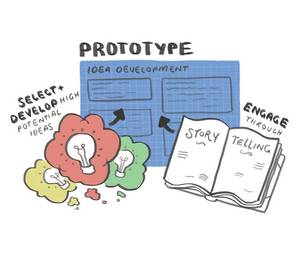 PROTOTYPE
IDEA DEVELOPMENT
SELECT +
DEVELOP HIGH
POTENTIAL
IDEAS
ENGAGE
THROUGH
STORY
TELLING